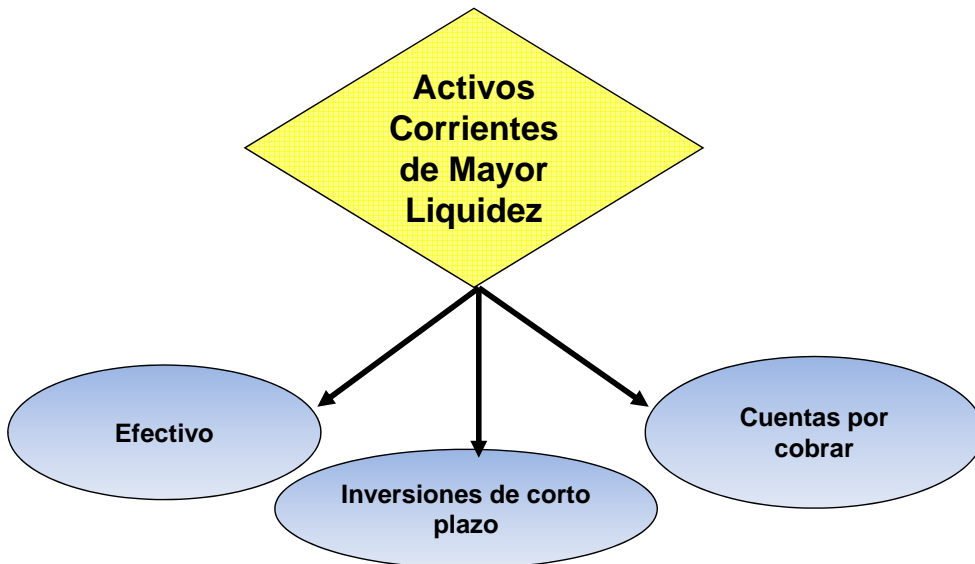 Activos
Corrientes
de Mayor
Liquidez
Efectivo
Inversiones de corto
plazo
Cuentas por
cobrar